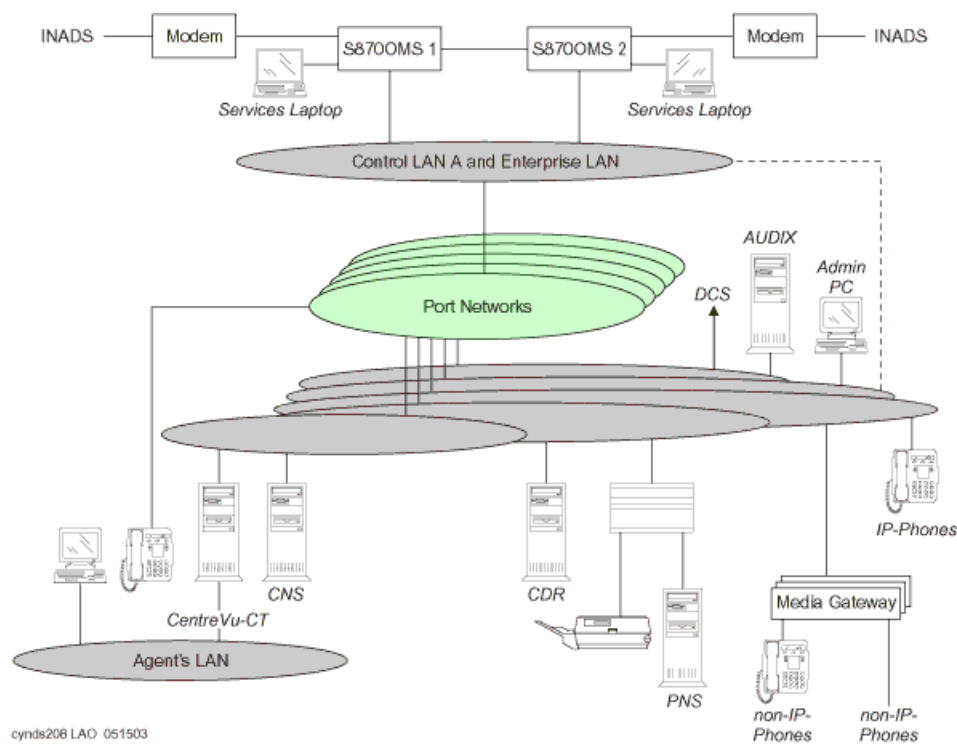 INADS
Modem
S8700MS 1
S8700MS 2
Modem
INADS
Services Laptop
Services Laptop
Control LAN A and Enterprise LAN
AUDIX
Admin
PC
DCS
Port Networks
IP-Phones
CNS
CDR
CentreVu-CT
Media Gateway
Agent's LAN
PNS
non-IP-
Phones
non-IP-
Phones
cynds208 LAO 051503